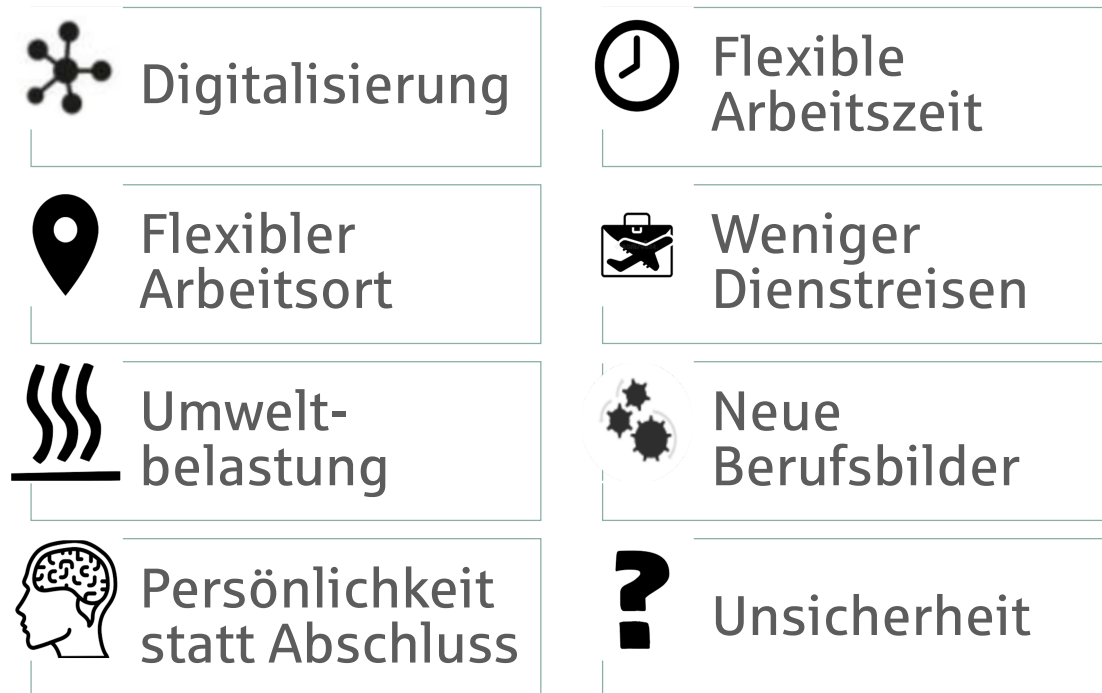 Digitalisierung
Flexible
Arbeitszeit
Flexibler
Arbeitsort
Weniger
Dienstreisen
Umwelt-
belastung
Neue
Berufsbilder
Persönlichkeit
statt Abschluss
Unsicherheit